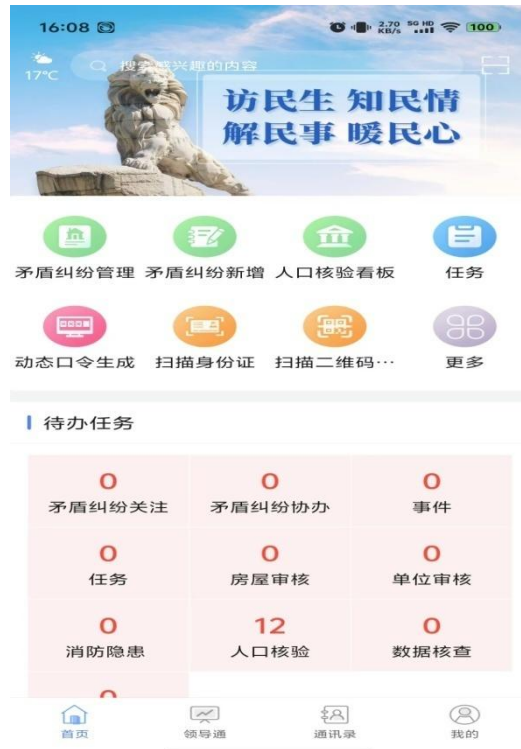 16:08
2.70 KB/s 5G HD 100
17℃ 搜索感兴趣的内容
访民生 知民情
解民事 暖民心
矛盾纠纷管理 矛盾纠纷新增 人口核验看板 任务
动态口令生成 扫描身份证 扫描二维码… 更多
待办任务
0 0 0
矛盾纠纷关注 矛盾纠纷协办 事件
0 0 0
任务 房屋审核 单位审核
0 12 0
消防隐患 人口核验 数据核查
0
首页 领导通 通讯录 我的